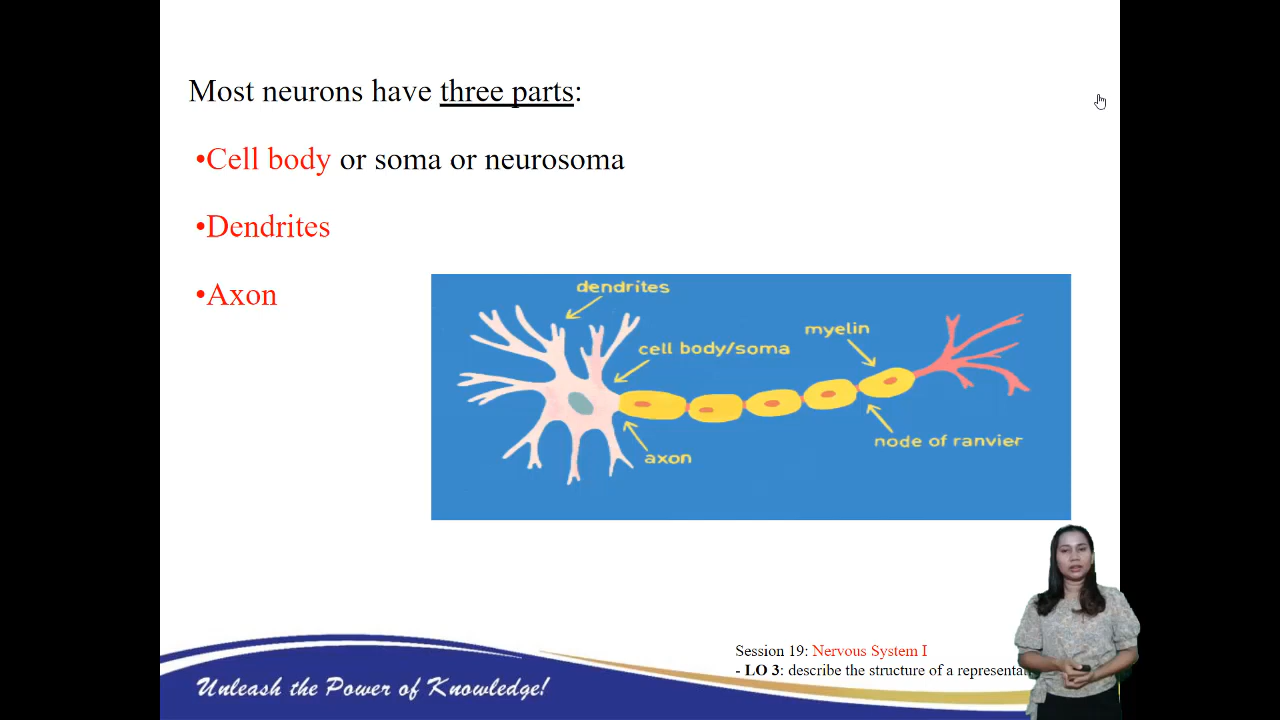 Most neurons have three parts:
•Cell body or soma or neurosoma
•Dendrites
•Axon
dendrites
cell body/soma
myelin
axon
node of ranvier
Session 19: Nervous System I
- LO 3: describe the structure of a
Unleash the Power of Knowledge!